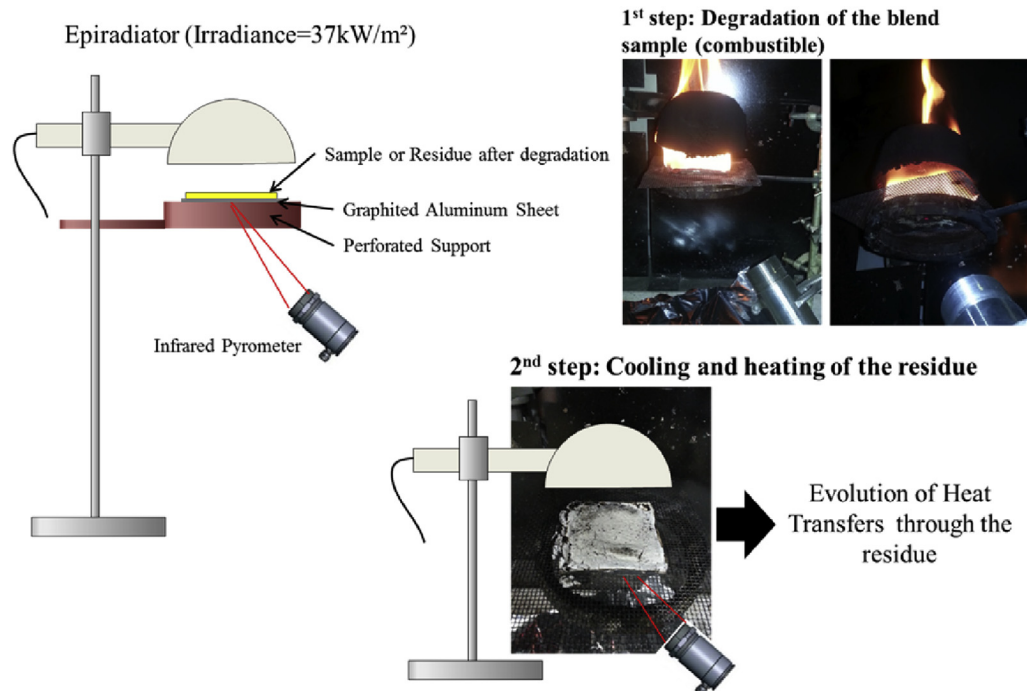 Epiradiator (Irradiance=37kW/m²)
Sample or Residue after degradation
Graphited Aluminum Sheet
Perforated Support
Infrared Pyrometer
1st step: Degradation of the blend
sample (combustible)
2nd step: Cooling and heating of the residue
Evolution of Heat
Transfers through the
residue